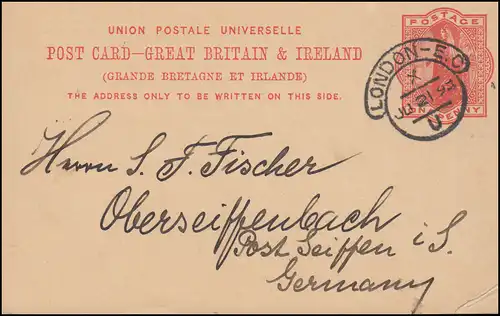 UNION POSTALE UNIVERSELLE
POST CARD—GREAT BRITAIN & IRELAND
(GRANDE BRETAGNE ET IRLANDE)
THE ADDRESS ONLY TO BE WRITTEN ON THIS SIDE.
POSTAGE
PENNY
LONDON-E.C
Herrn S. F. Fischer
Oberseiffenbach
Post Seiffen i S.
Germany